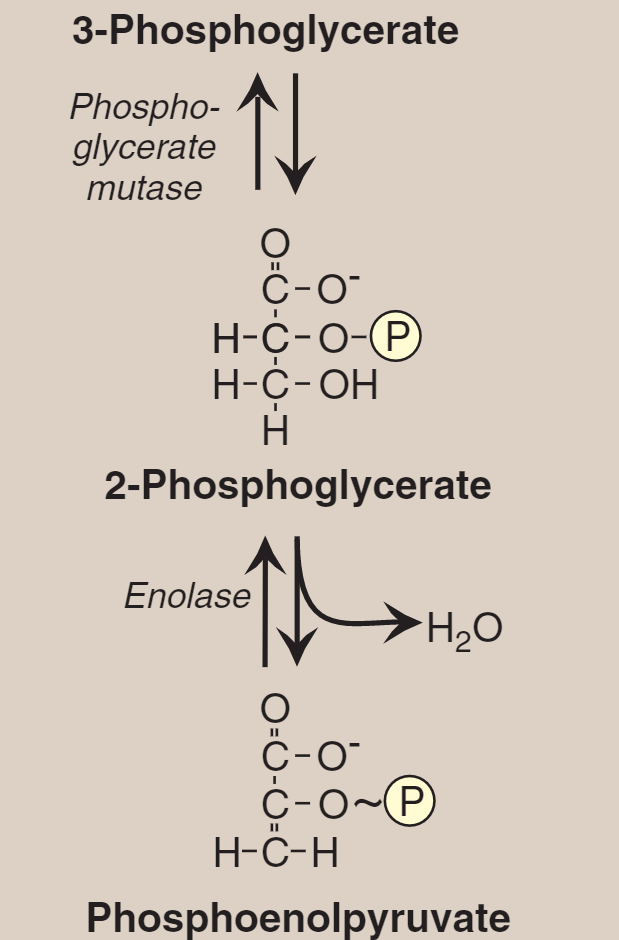 3-Phosphoglycerate
Phospho-
glycerate
mutase
O
C-O-
H-C-O-P
H-C-OH
H
2-Phosphoglycerate
Enolase
H2O
O
C-O-
C-O~P
H-C-H
Phosphoenolpyruvate